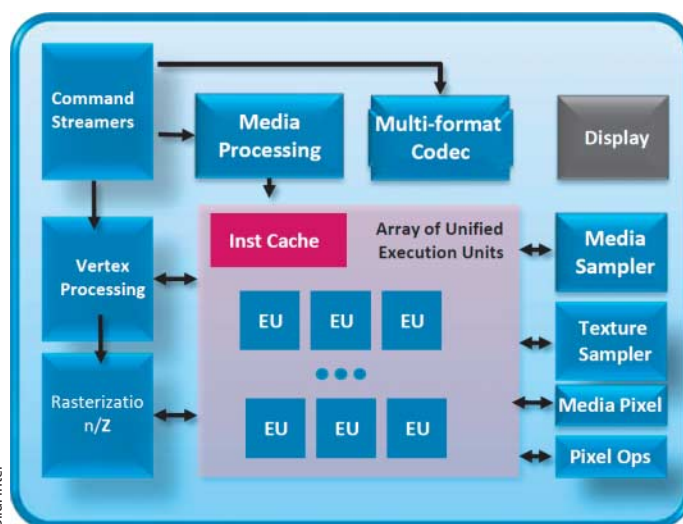 Command
Streamers
Media
Processing
Multi-format
Codec
Display
Inst Cache
Array of Unified
Execution Units
Media
Sampler
Vertex
Processing
EU
EU
EU
Texture
Sampler
Rasterizatio
n/Z
Media Pixel
EU
EU
EU
Pixel Ops